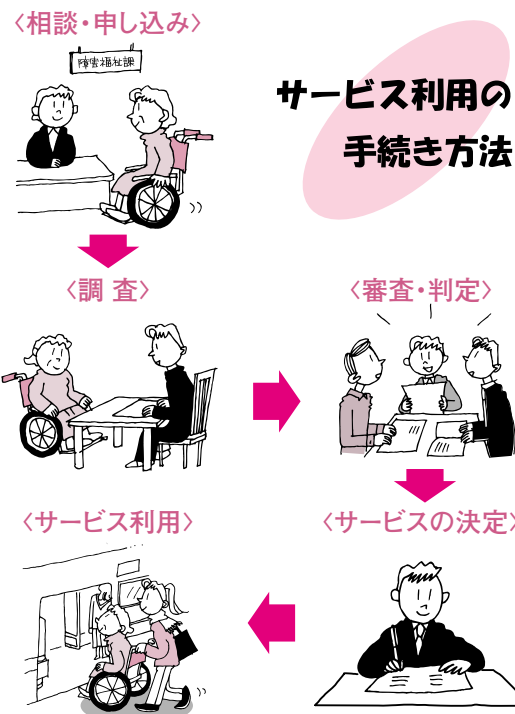 〈相談・申し込み〉
障害福祉課
サービス利用の
手続き方法
〈調 査〉
〈審査・判定〉
〈サービスの決定〉
〈サービス利用〉